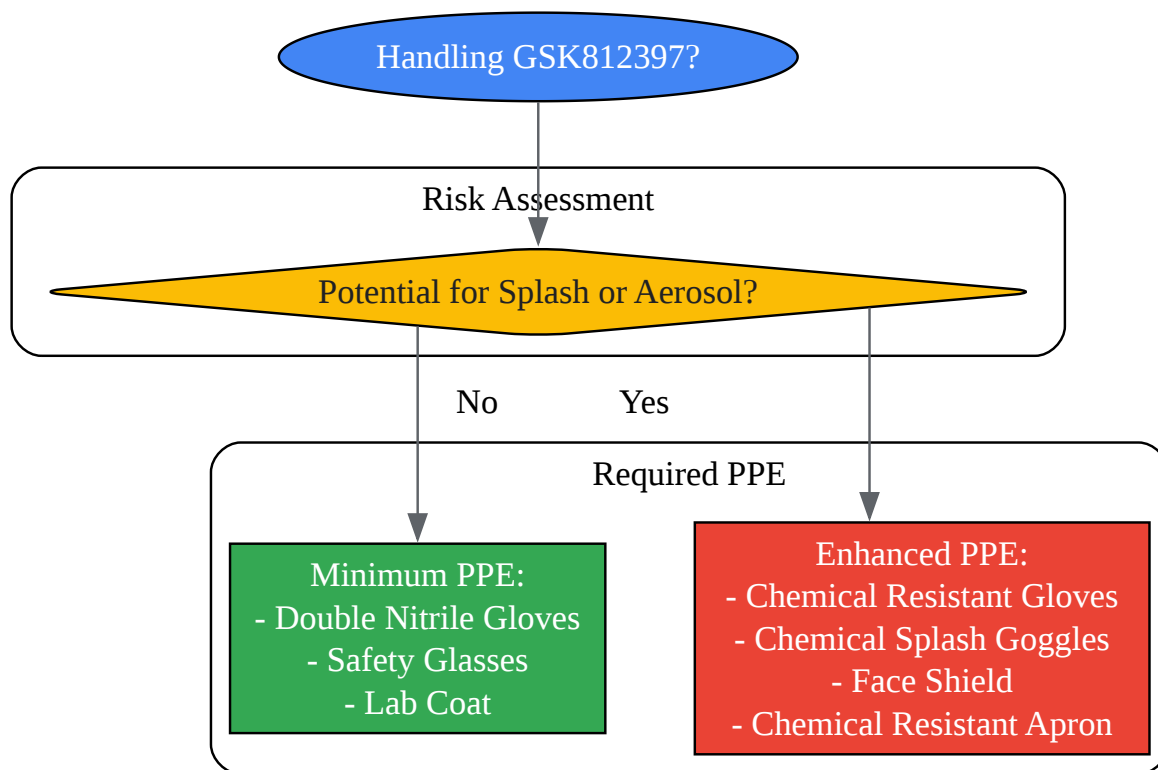 Handling GSK812397?
Risk Assessment
Potential for Splash or Aerosol?
No
Yes
Required PPE
Minimum PPE:
- Double Nitrile Gloves
- Safety Glasses
- Lab Coat
Enhanced PPE:
- Chemical Resistant Gloves
- Chemical Splash Goggles
- Face Shield
- Chemical Resistant Apron